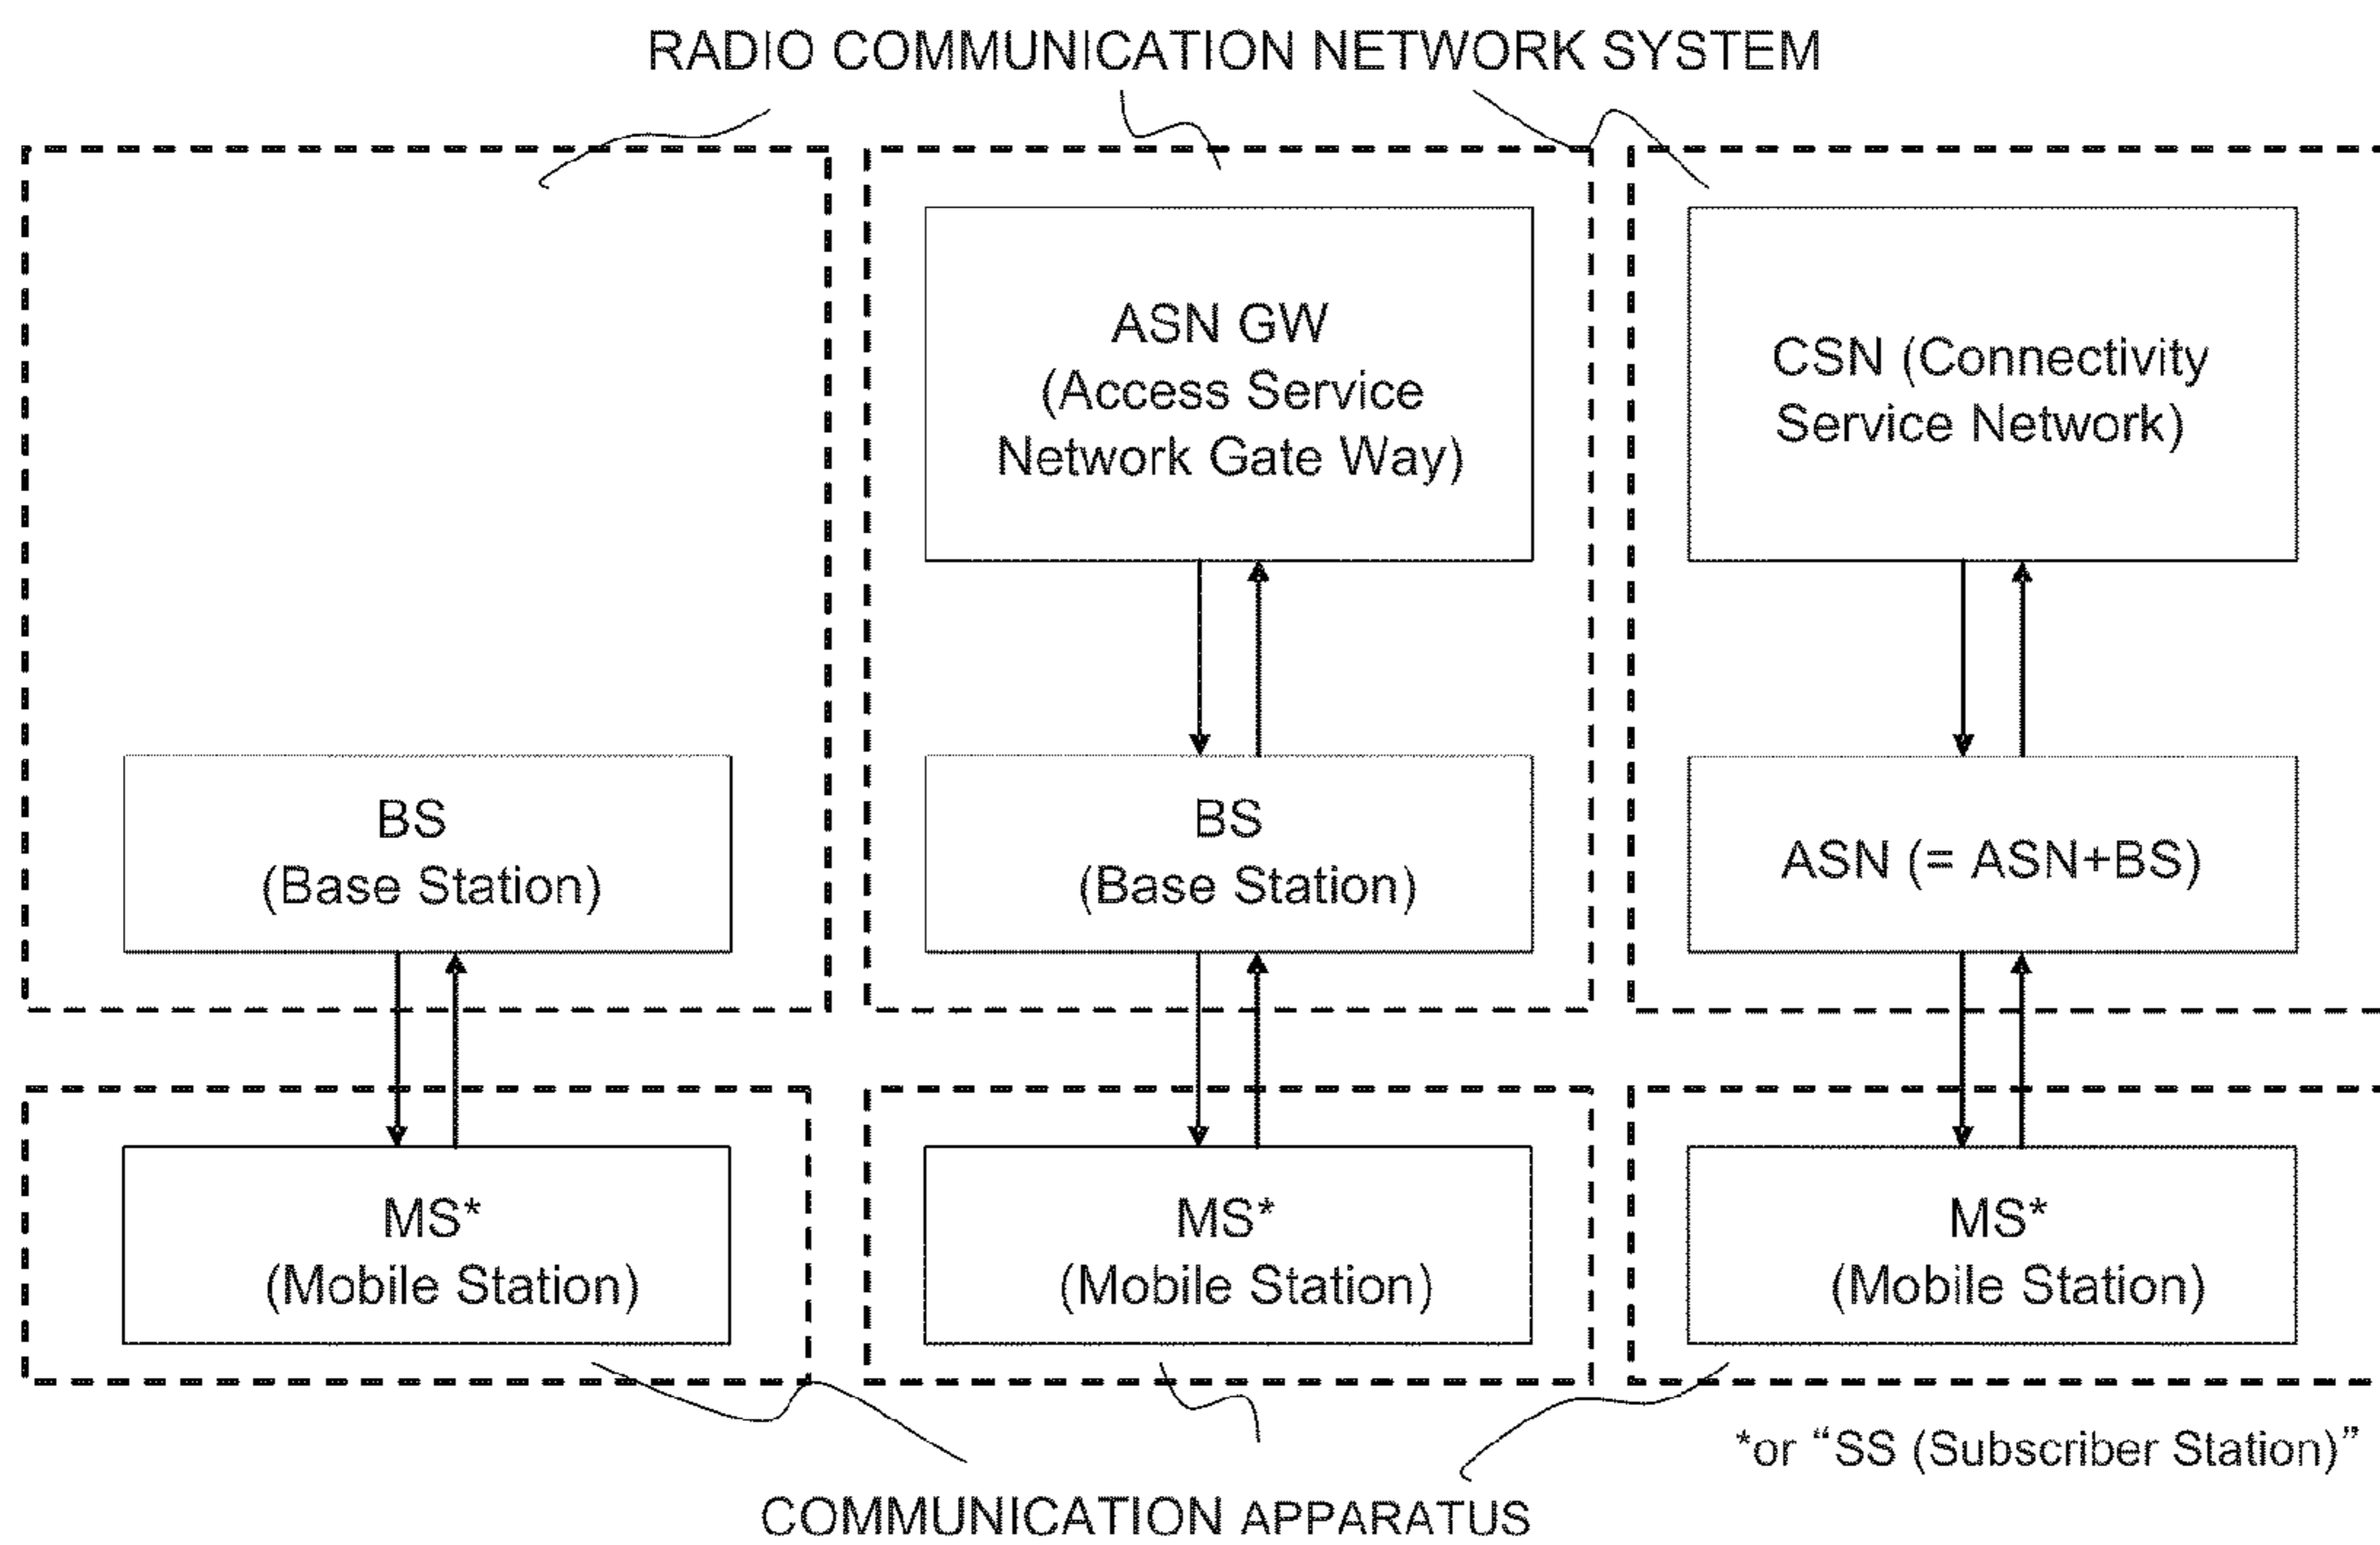 RADIO COMMUNICATION NETWORK SYSTEM
ASN GW
(Access Service
Network Gate Way)
CSN (Connectivity
Service Network)
BS
(Base Station)
BS
(Base Station)
ASN (= ASN+BS)
MS*
(Mobile Station)
MS*
(Mobile Station)
MS*
(Mobile Station)
*or “SS (Subscriber Station)”
COMMUNICATION APPARATUS